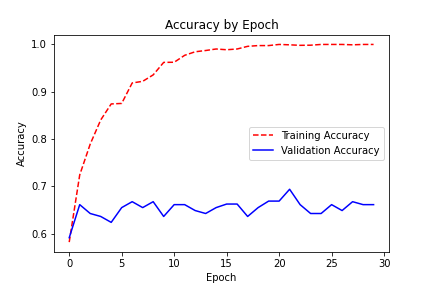 Accuracy by Epoch
1.0
0.9
0.8
0.7
0.6
Accuracy
Training Accuracy
Validation Accuracy
0 5 10 15 20 25 30
Epoch